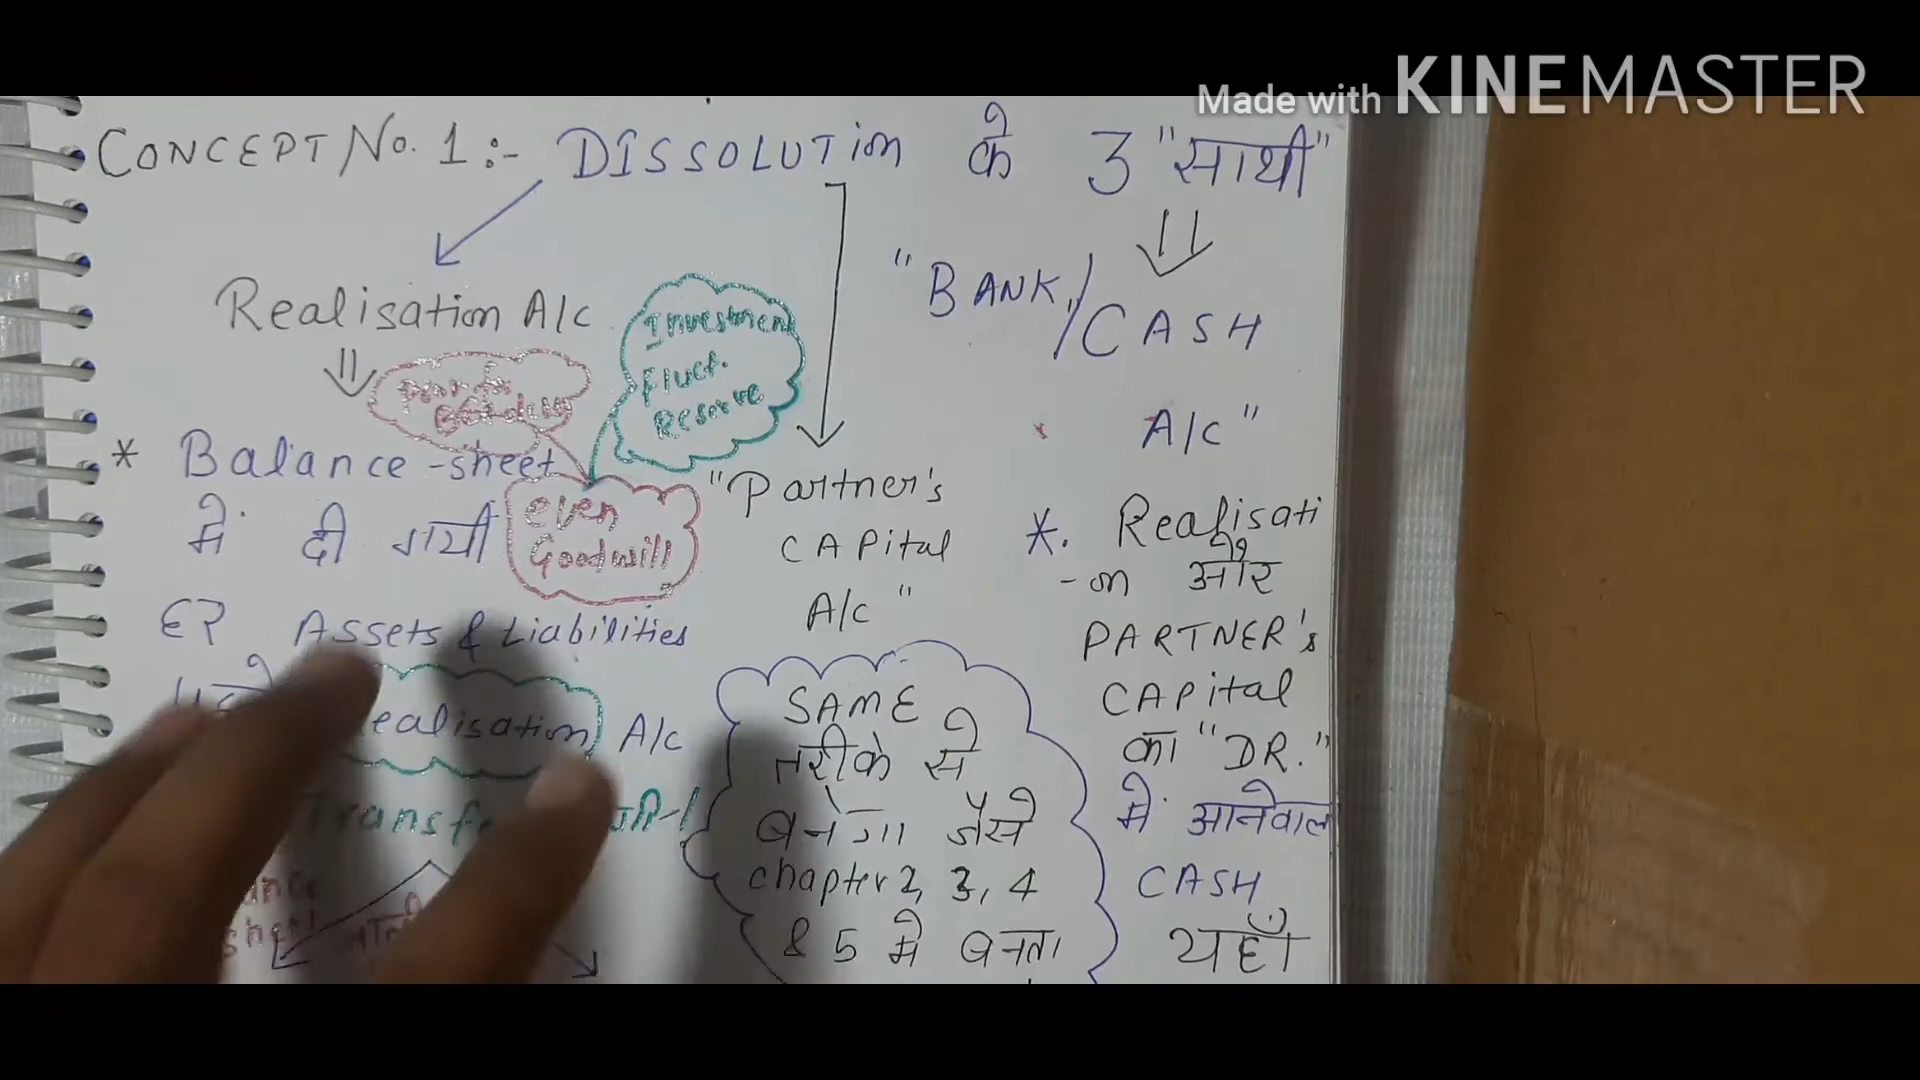 Made with KINEMASTER
CONCEPT No. 1:- DISSOLUTION के 3 "साथी"
Realisation A/c
Investment
Fluct.
Reserve
* Balance-sheet
में दी गयी
Even
Goodwill
Assets & Liabilities
ealisation A/c
Transf
"Partner's
CAPital
A/c"
SAME
तरीके से
बनेगा जैसे
chapter 2, 3, 4
& 5 में बनता
"BANK/
CASH
A/c"
*. Realisati
-on और
PARTNER's
CAPital
का "DR."
में आनेवाल
CASH
यहाँ